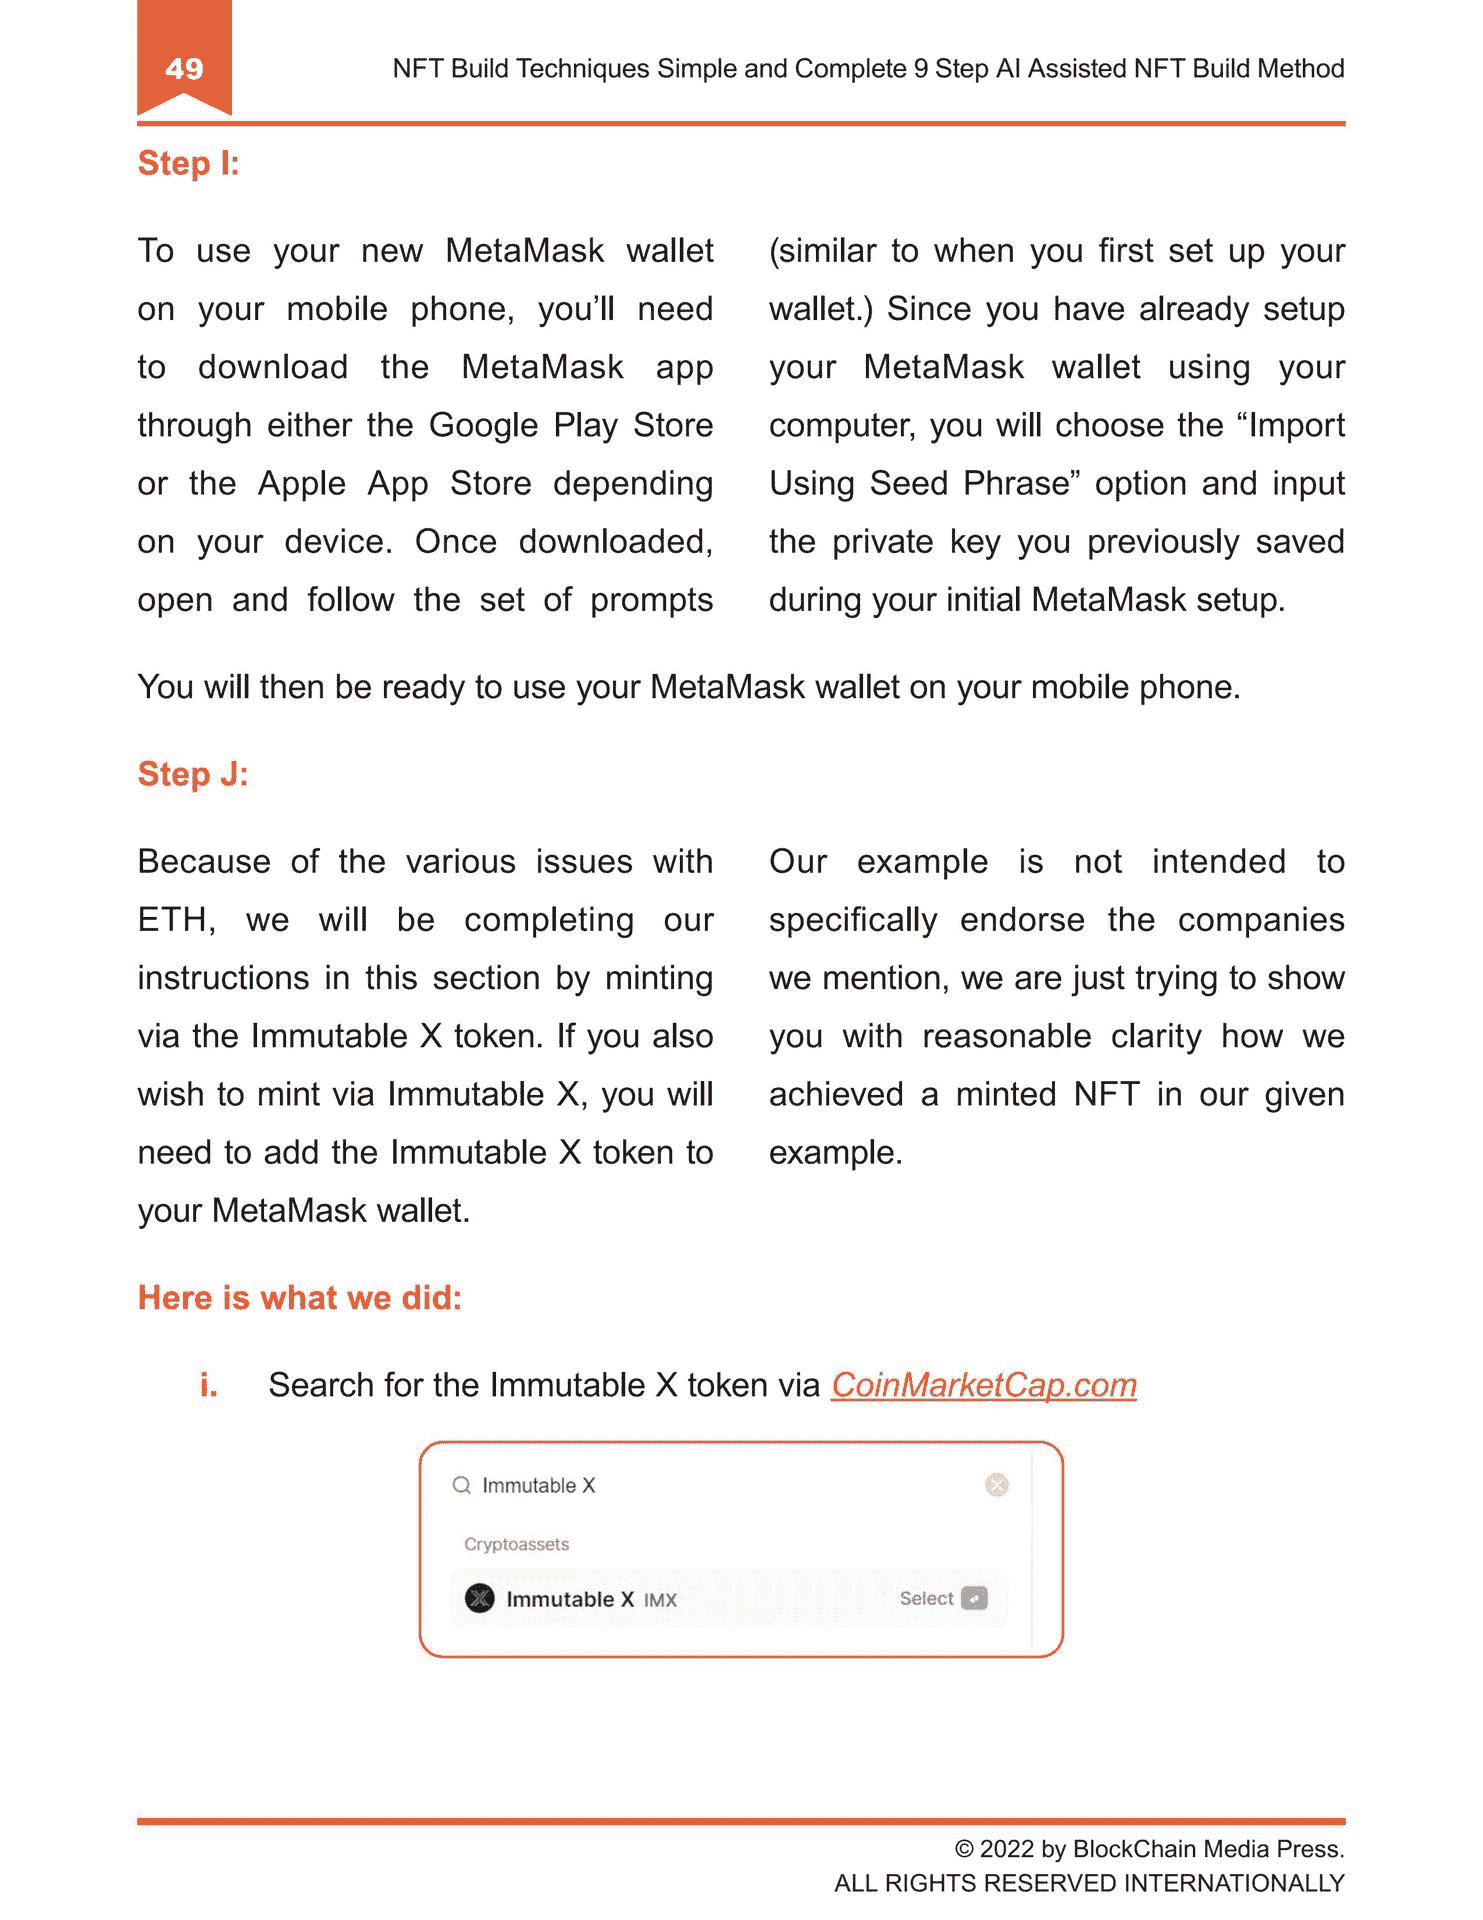 49
NFT Build Techniques Simple and Complete 9 Step AI Assisted NFT Build Method
Step I:
To use your new MetaMask wallet
on your mobile phone, you’ll need
to download the MetaMask app
through either the Google Play Store
or the Apple App Store depending
on your device. Once downloaded,
open and follow the set of prompts
(similar to when you first set up your
wallet.) Since you have already setup
your MetaMask wallet using your
computer, you will choose the “Import
Using Seed Phrase” option and input
the private key you previously saved
during your initial MetaMask setup.
You will then be ready to use your MetaMask wallet on your mobile phone.
Step J:
Because of the various issues with
ETH, we will be completing our
instructions in this section by minting
via the Immutable X token. If you also
wish to mint via Immutable X, you will
need to add the Immutable X token to
your MetaMask wallet.
Our example is not intended to
specifically endorse the companies
we mention, we are just trying to show
you with reasonable clarity how we
achieved a minted NFT in our given
example.
Here is what we did:
i. Search for the Immutable X token via CoinMarketCap.com
Immutable X
Cryptoassets
Immutable X IMX Select
© 2022 by BlockChain Media Press.
ALL RIGHTS RESERVED INTERNATIONALLY